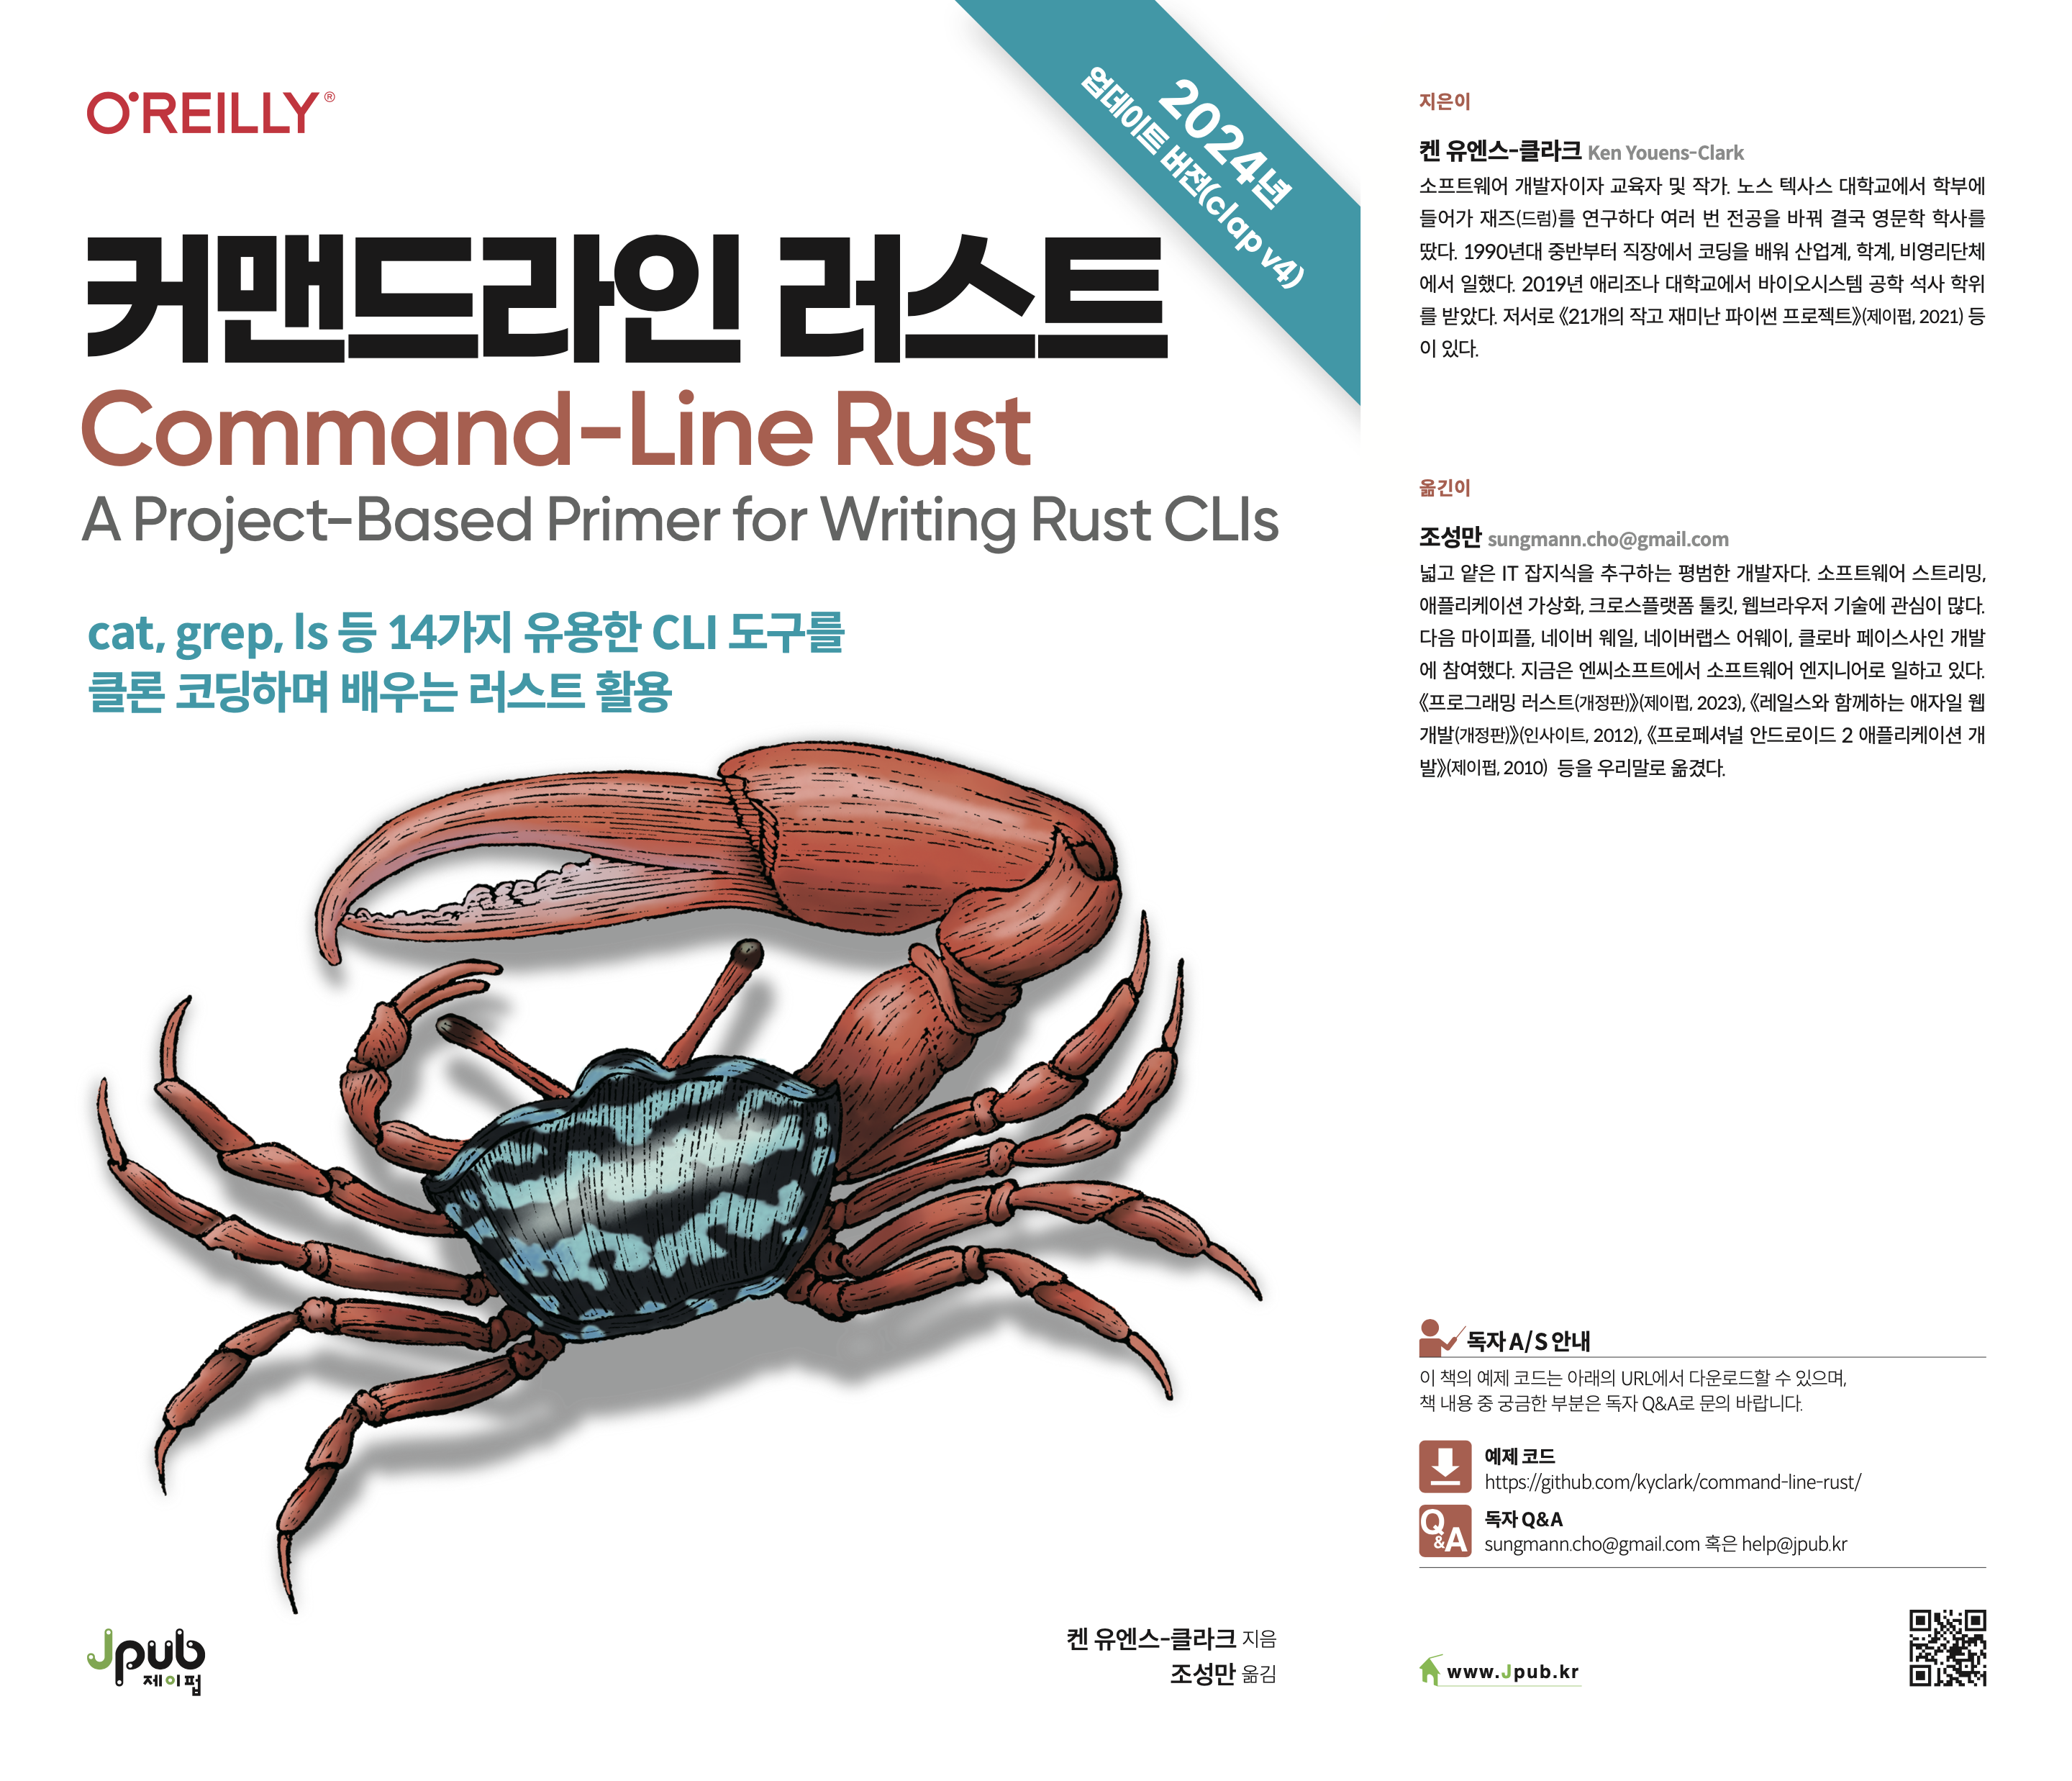 O'REILLY®
2024년
업데이트 버전(clap v4)
커맨드라인 러스트
Command-Line Rust
A Project-Based Primer for Writing Rust CLIs
cat, grep, ls 등 14가지 유용한 CLI 도구를
클론 코딩하며 배우는 러스트 활용
Jpub
제이펍
켄 유엔스-클라크 지음
조성만 옮김
지은이
켄 유엔스-클라크 Ken Youens-Clark
소프트웨어 개발자이자 교육자 및 작가. 노스 텍사스 대학교에서 학부에
들어가 재즈(드럼)를 연구하다 여러 번 전공을 바꿔 결국 영문학 학사를
땄다. 1990년대 중반부터 직장에서 코딩을 배워 산업계, 학계, 비영리단체
에서 일했다. 2019년 애리조나 대학교에서 바이오시스템 공학 석사 학위
를 받았다. 저서로 《21개의 작고 재미난 파이썬 프로젝트》(제이펍, 2021) 등
이 있다.
옮긴이
조성만 sungmann.cho@gmail.com
넓고 얕은 IT 잡지식을 추구하는 평범한 개발자다. 소프트웨어 스트리밍,
애플리케이션 가상화, 크로스플랫폼 툴킷, 웹브라우저 기술에 관심이 많다.
다음 마이피플, 네이버 웨일, 네이버랩스 어웨이, 클로바 페이스사인 개발
에 참여했다. 지금은 엔씨소프트에서 소프트웨어 엔지니어로 일하고 있다.
《프로그래밍 러스트(개정판)》(제이펍, 2023), 《레일스와 함께하는 애자일 웹
개발(개정판)》(인사이트, 2012), 《프로페셔널 안드로이드 2 애플리케이션 개
발》(제이펍, 2010) 등을 우리말로 옮겼다.
독자 A/S 안내
이 책의 예제 코드는 아래의 URL에서 다운로드할 수 있으며,
책 내용 중 궁금한 부분은 독자 Q&A로 문의 바랍니다.
예제 코드
https://github.com/kyclark/command-line-rust/
Q&A
독자 Q&A
sungmann.cho@gmail.com 혹은 help@jpub.kr
www.Jpub.kr